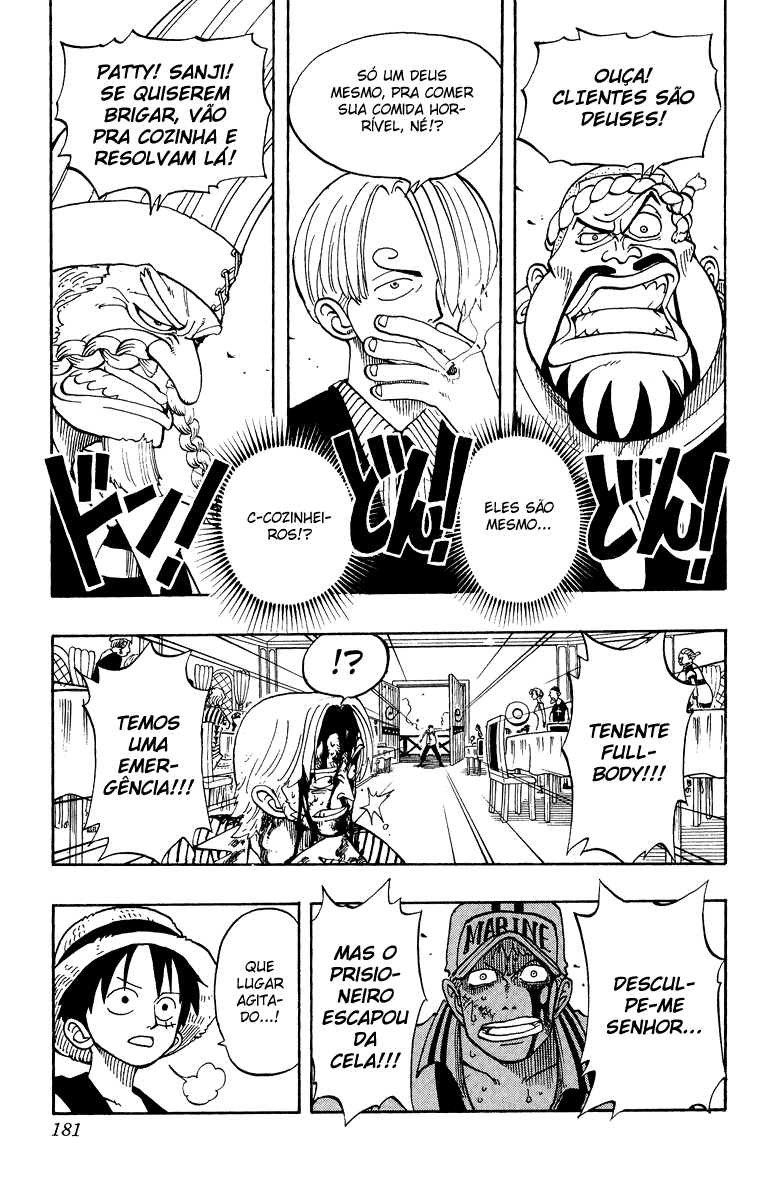 OUÇA!
CLIENTES SÃO
DEUSES!
SÓ UM DEUS
MESMO, PRA COMER
SUA COMIDA HOR-
RÍVEL, NÉ!?
PATTY! SANJI!
SE QUISEREM
BRIGAR, VÃO
PRA COZINHA E
RESOLVAM LÁ!
どんっ!
どんっ!!
ドーン!
ELES SÃO
MESMO...
C-COZINHEI-
ROS!?
TENENTE
FULL-
BODY!!!
!?
TEMOS
UMA
EMER-
GÊNCIA!!!
MARINE
DESCUL-
PE-ME
SENHOR...
MAS O
PRISIO-
NEIRO
ESCAPOU
DA
CELA!!!
QUE
LUGAR
AGITA-
DO...!
181